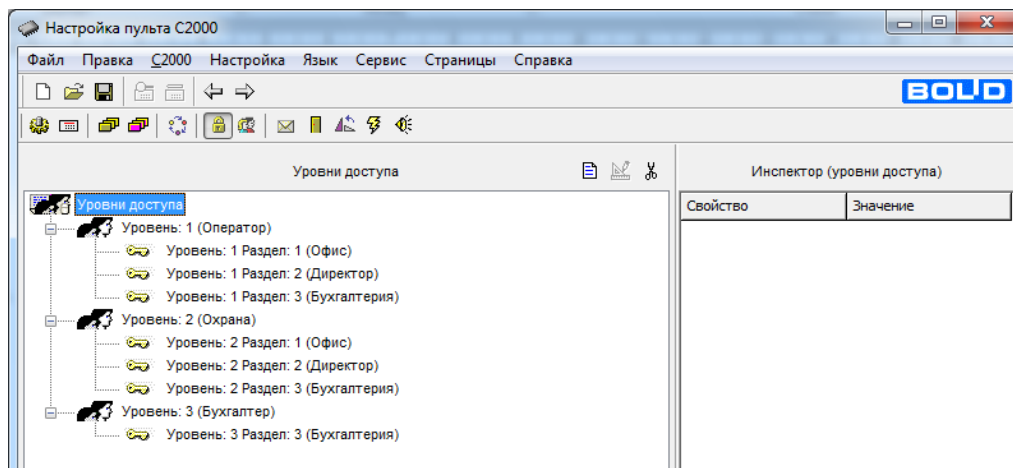 Настройка пульта C2000
Файл Правка C2000 Настройка Язык Сервис Страницы Справка
BOLID
Уровни доступа
Инспектор (уровни доступа)
Свойство Значение
Уровни доступа
Уровень: 1 (Оператор)
Уровень: 1 Раздел: 1 (Офис)
Уровень: 1 Раздел: 2 (Директор)
Уровень: 1 Раздел: 3 (Бухгалтерия)
Уровень: 2 (Охрана)
Уровень: 2 Раздел: 1 (Офис)
Уровень: 2 Раздел: 2 (Директор)
Уровень: 2 Раздел: 3 (Бухгалтерия)
Уровень: 3 (Бухгалтер)
Уровень: 3 Раздел: 3 (Бухгалтерия)